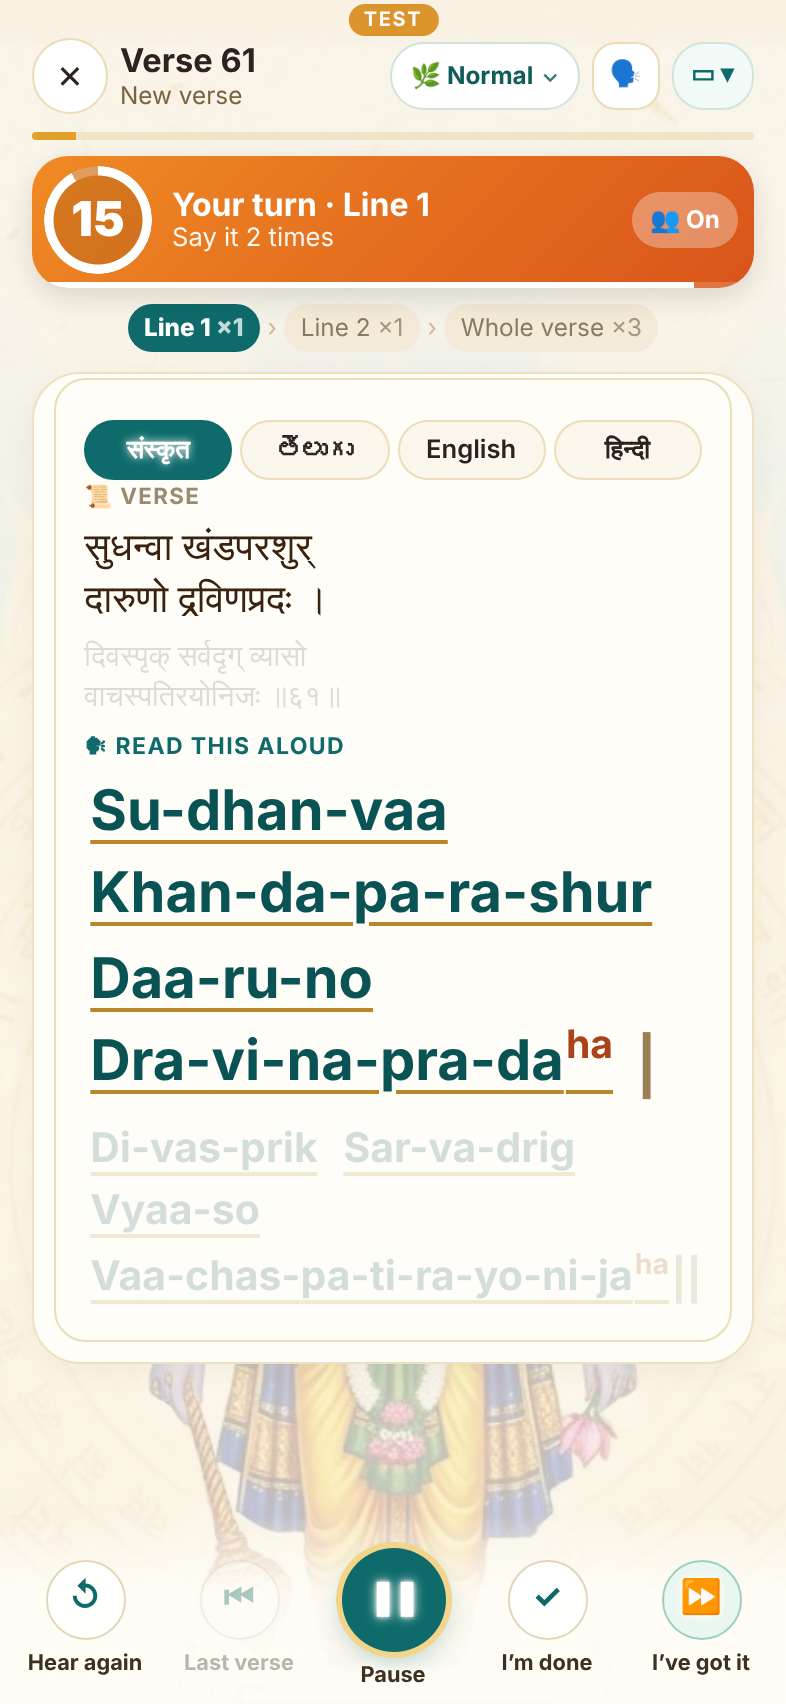 TEST
Verse 61
New verse
🌿 Normal
15
Your turn · Line 1
Say it 2 times
👥 On
Line 1 ×1 › Line 2 ×1 › Whole verse ×3
संस्कृत తెలుగు English हिन्दी
📜 VERSE
सुधन्वा खंडपरशुर्
दारुणो द्रविणप्रदः ।
दिवस्पृक् सर्वदृग् व्यासो
वाचस्पतिरयोनिजः ॥६१॥
🗣 READ THIS ALOUD
Su-dhan-vaa
Khan-da-pa-ra-shur
Daa-ru-no
Dra-vi-na-pra-daha |
Di-vas-prik Sar-va-drig
Vyaa-so
Vaa-chas-pa-ti-ra-yo-ni-jaha ||
Hear again Last verse Pause I’m done I’ve got it